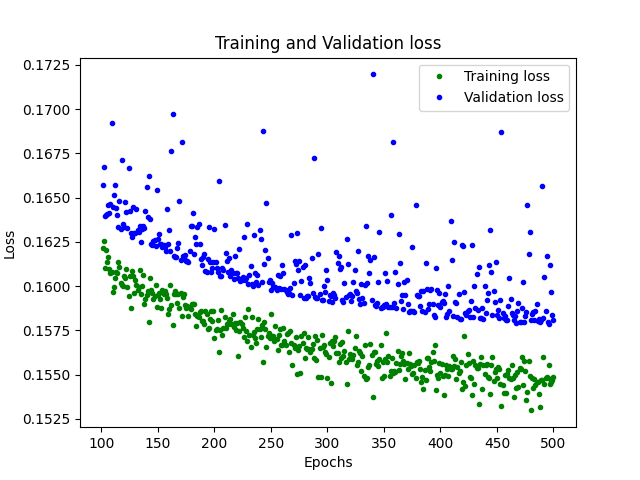 Training and Validation loss
Training loss
Validation loss
0.1725
0.1700
0.1675
0.1650
0.1625
0.1600
0.1575
0.1550
0.1525
Loss
100 150 200 250 300 350 400 450 500
Epochs